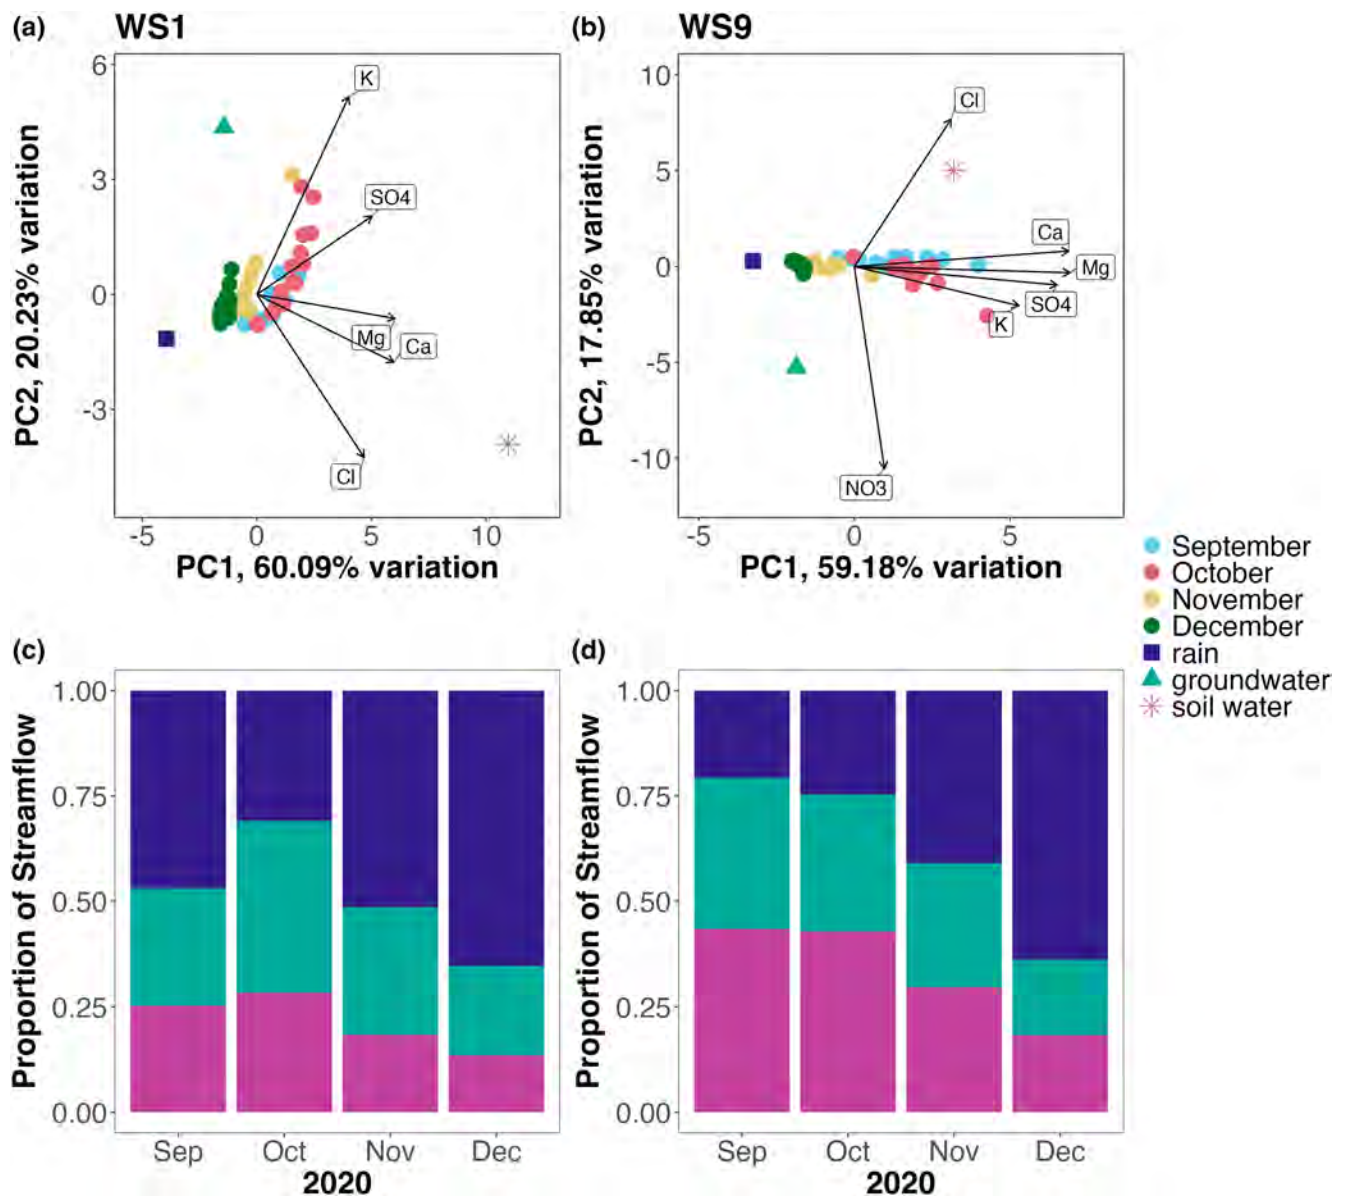 (a) WS1
(b) WS9
PC2, 20.23% variation
6
3
0
-3
K
SO4
Mg
Ca
Cl
-5 0 5 10
PC1, 60.09% variation
PC2, 17.85% variation
10
5
0
-5
-10
Cl
Ca
Mg
SO4
K
NO3
-5 0 5
PC1, 59.18% variation
September
October
November
December
rain
groundwater
soil water
(c)
Proportion of Streamflow
1.00
0.75
0.50
0.25
0.00
Sep Oct Nov Dec
2020
(d)
Proportion of Streamflow
1.00
0.75
0.50
0.25
0.00
Sep Oct Nov Dec
2020